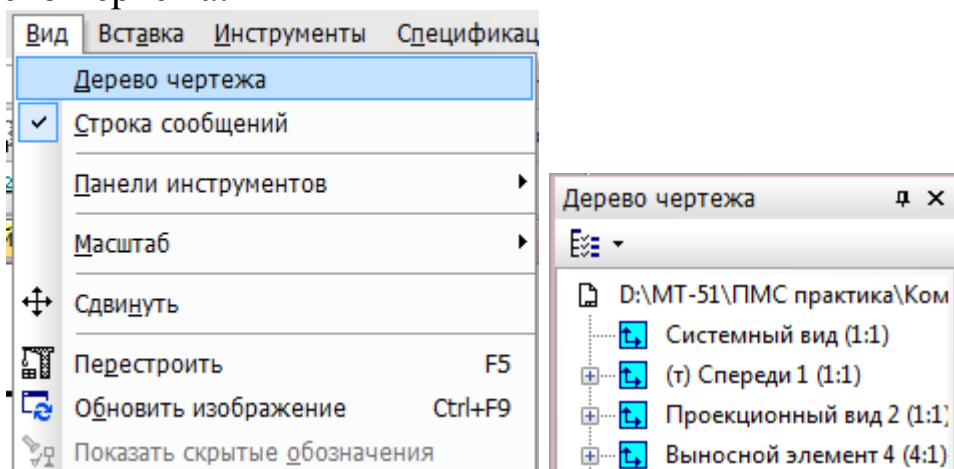 Вид Вставка Инструменты Спецификац
Дерево чертежа
Строка сообщений
Панели инструментов
Масштаб
Сдвинуть
Перестроить F5
Обновить изображение Ctrl+F9
Показать скрытые обозначения
Дерево чертежа
D:\МТ-51\ПМС практика\Ком
Системный вид (1:1)
(т) Спереди 1 (1:1)
Проекционный вид 2 (1:1)
Выносной элемент 4 (4:1)